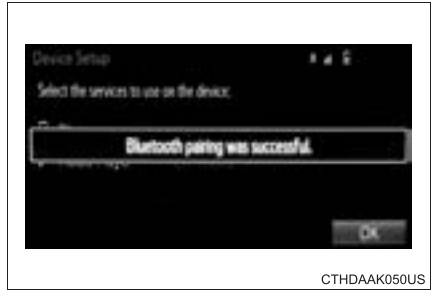 Device Setup
Select the services to use on the device:
Bluetooth pairing was successful.
OK
CTHDAAK050US